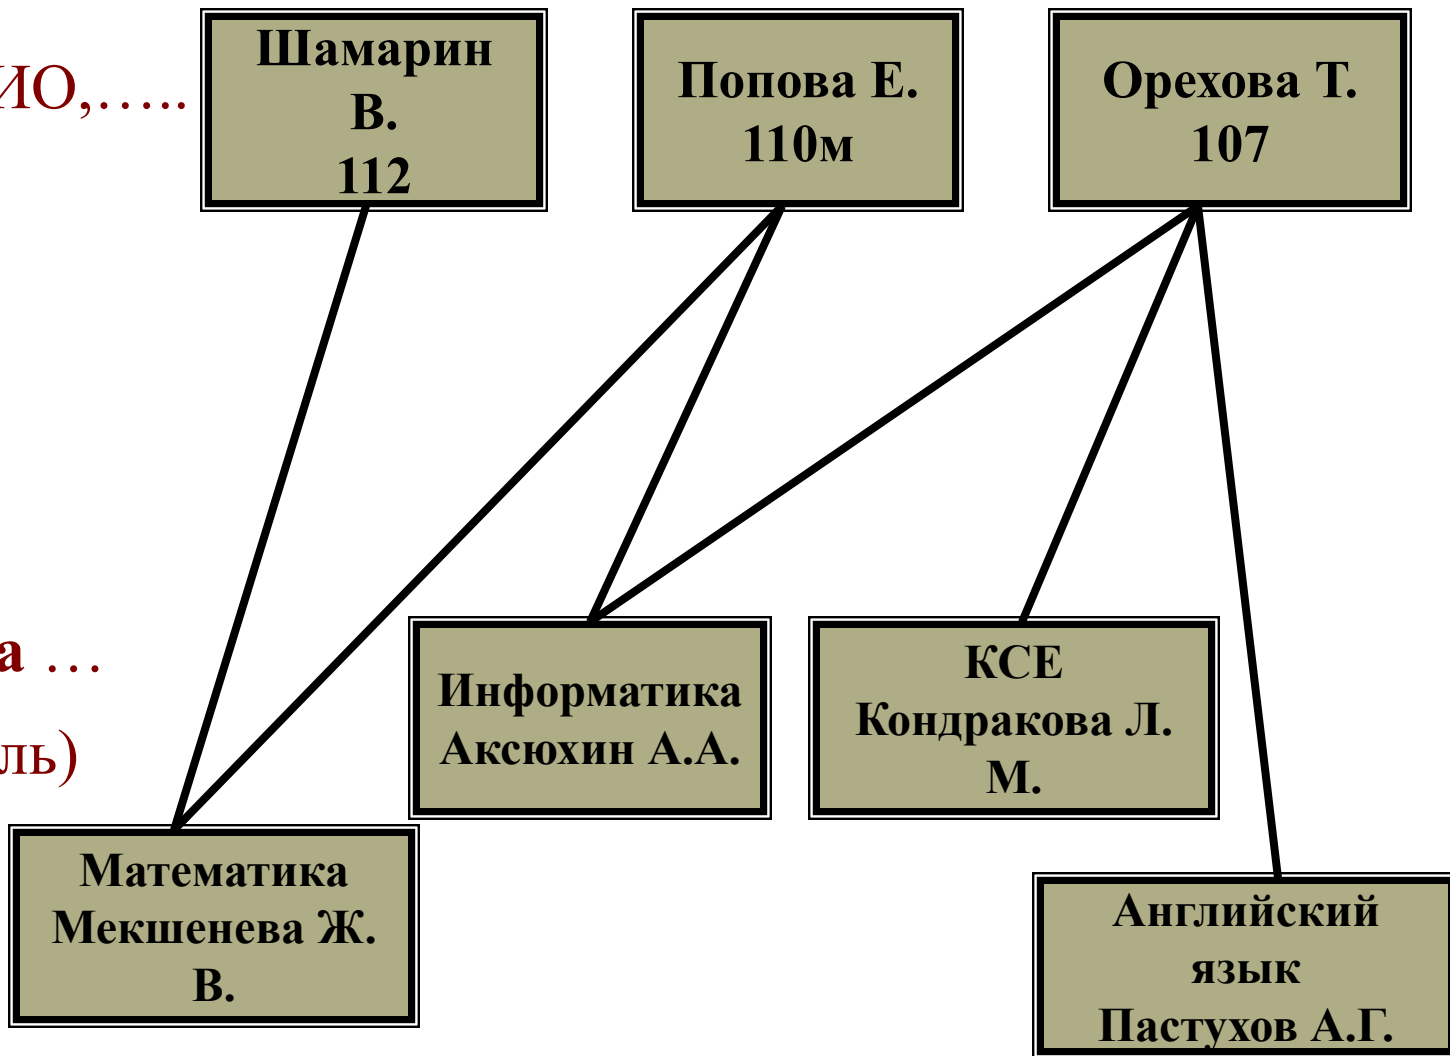 ИО,.....
Шамарин
В.
112
Попова Е.
110м
Орехова Т.
107
а ...
ль)
Информатика
Аксюхин А.А.
КСЕ
Кондракова Л.
М.
Математика
Мекшенева Ж.
В.
Английский
язык
Пастухов А.Г.